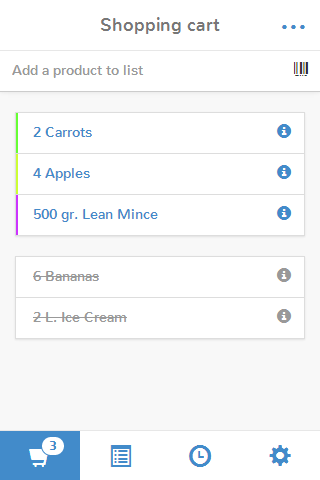 Shopping cart
Add a product to list
2 Carrots
4 Apples
500 gr. Lean Mince
6 Bananas
2 L. Ice Cream
3